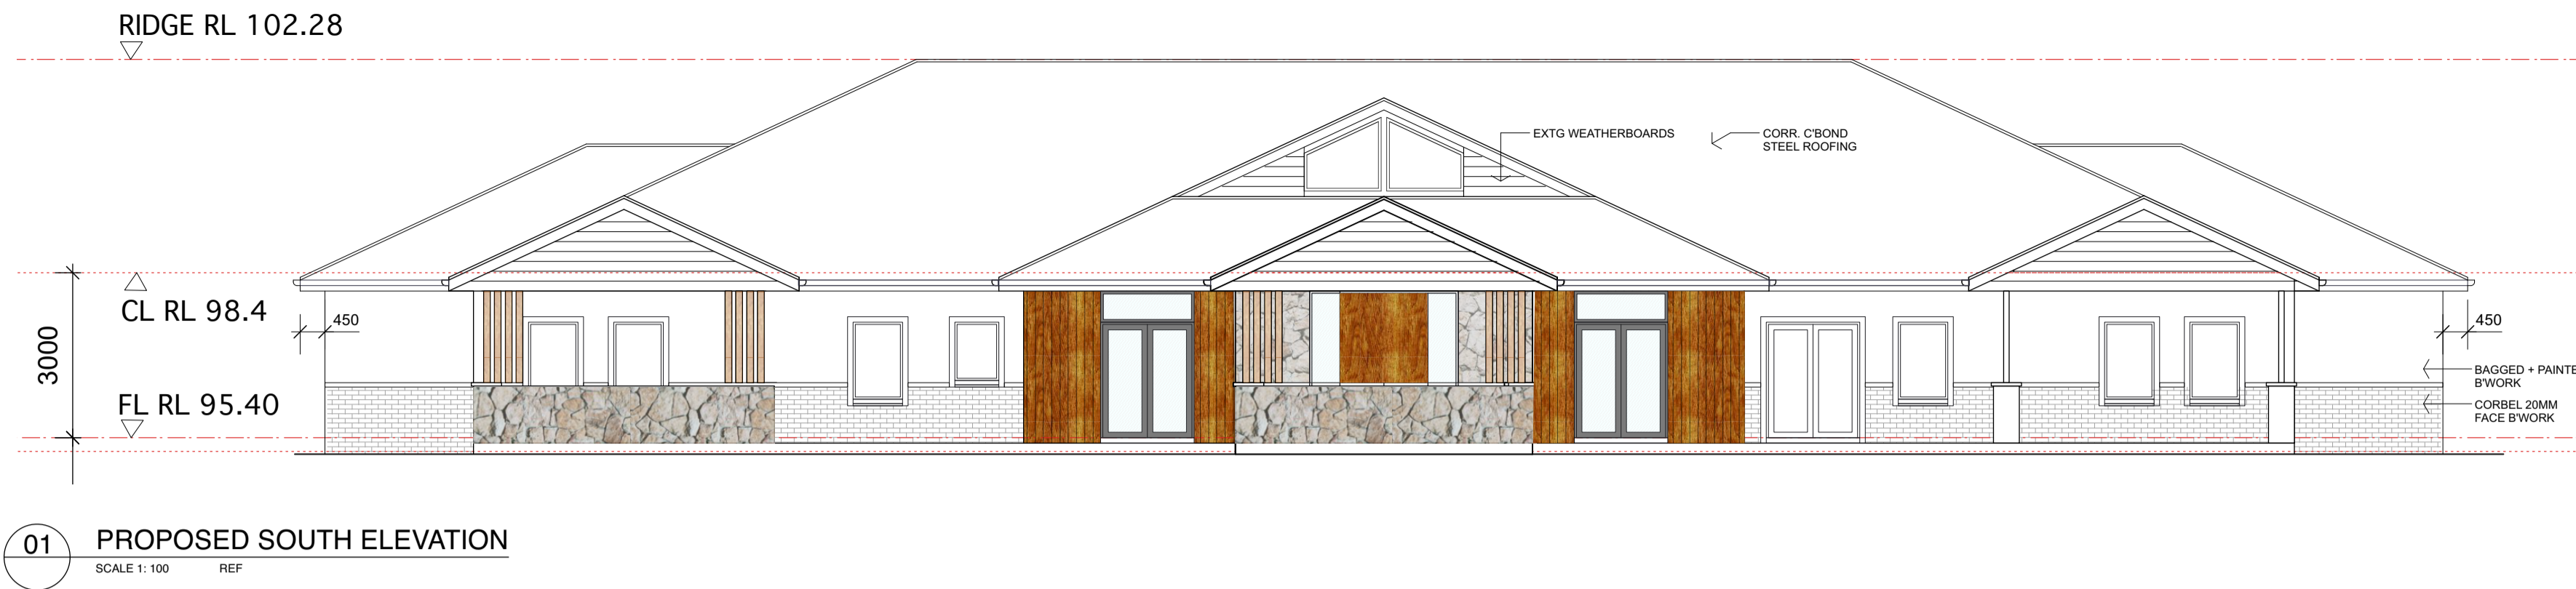 RIDGE RL 102.28
EXTG WEATHERBOARDS
CORR. C'BOND
STEEL ROOFING
CL RL 98.4
450
450
3000
BAGGED + PAINTE
B'WORK
FL RL 95.40
CORBEL 20MM
FACE B'WORK
01
PROPOSED SOUTH ELEVATION
SCALE 1: 100
REF